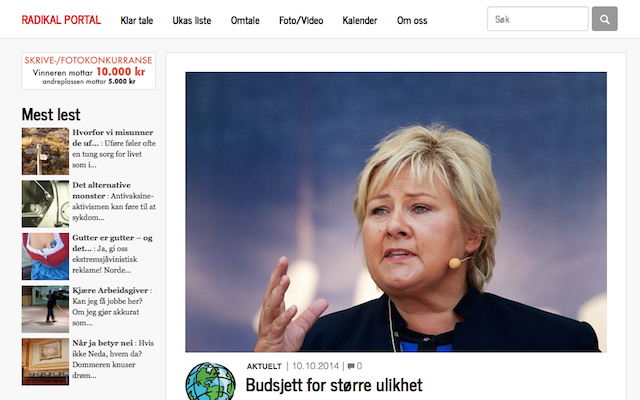 RADIKAL PORTAL
Klar tale
Ukas liste
Omtale
Foto/Video
Kalender
Om oss
Søk
SKRIVE-/FOTOKONKURRANSE
Vinneren mottar 10.000 kr
andreplassen mottar 5.000 kr
Mest lest
Hvorfor vi misunner
de uf... : Uføre føler ofte
en tung sorg for livet
som i...
Det alternative
monster : Antivaksine-
aktivismen kan føre til at
sykdom...
Gutter er gutter – og
det... : Ja, gi oss
ekstremsjåvinistisk
reklame! Norde...
Kjære Arbeidsgiver :
Kan jeg få jobbe her?
Om jeg gjør akkurat
som...
Når ja betyr nei : Hvis
ikke Neda, hvem da?
Dommeren knuser
drøm...
AKTUELT | 10.10.2014 | 0
Budsjett for større ulikhet